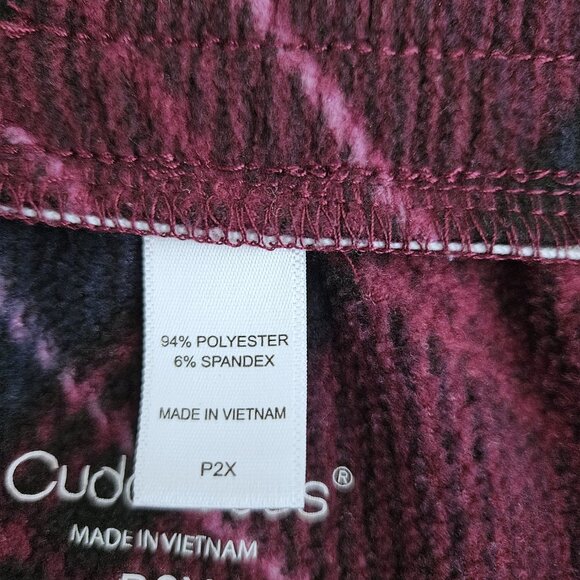 94% POLYESTER
6% SPANDEX
MADE IN VIETNAM
P2X
®
MADE IN VIETNAM